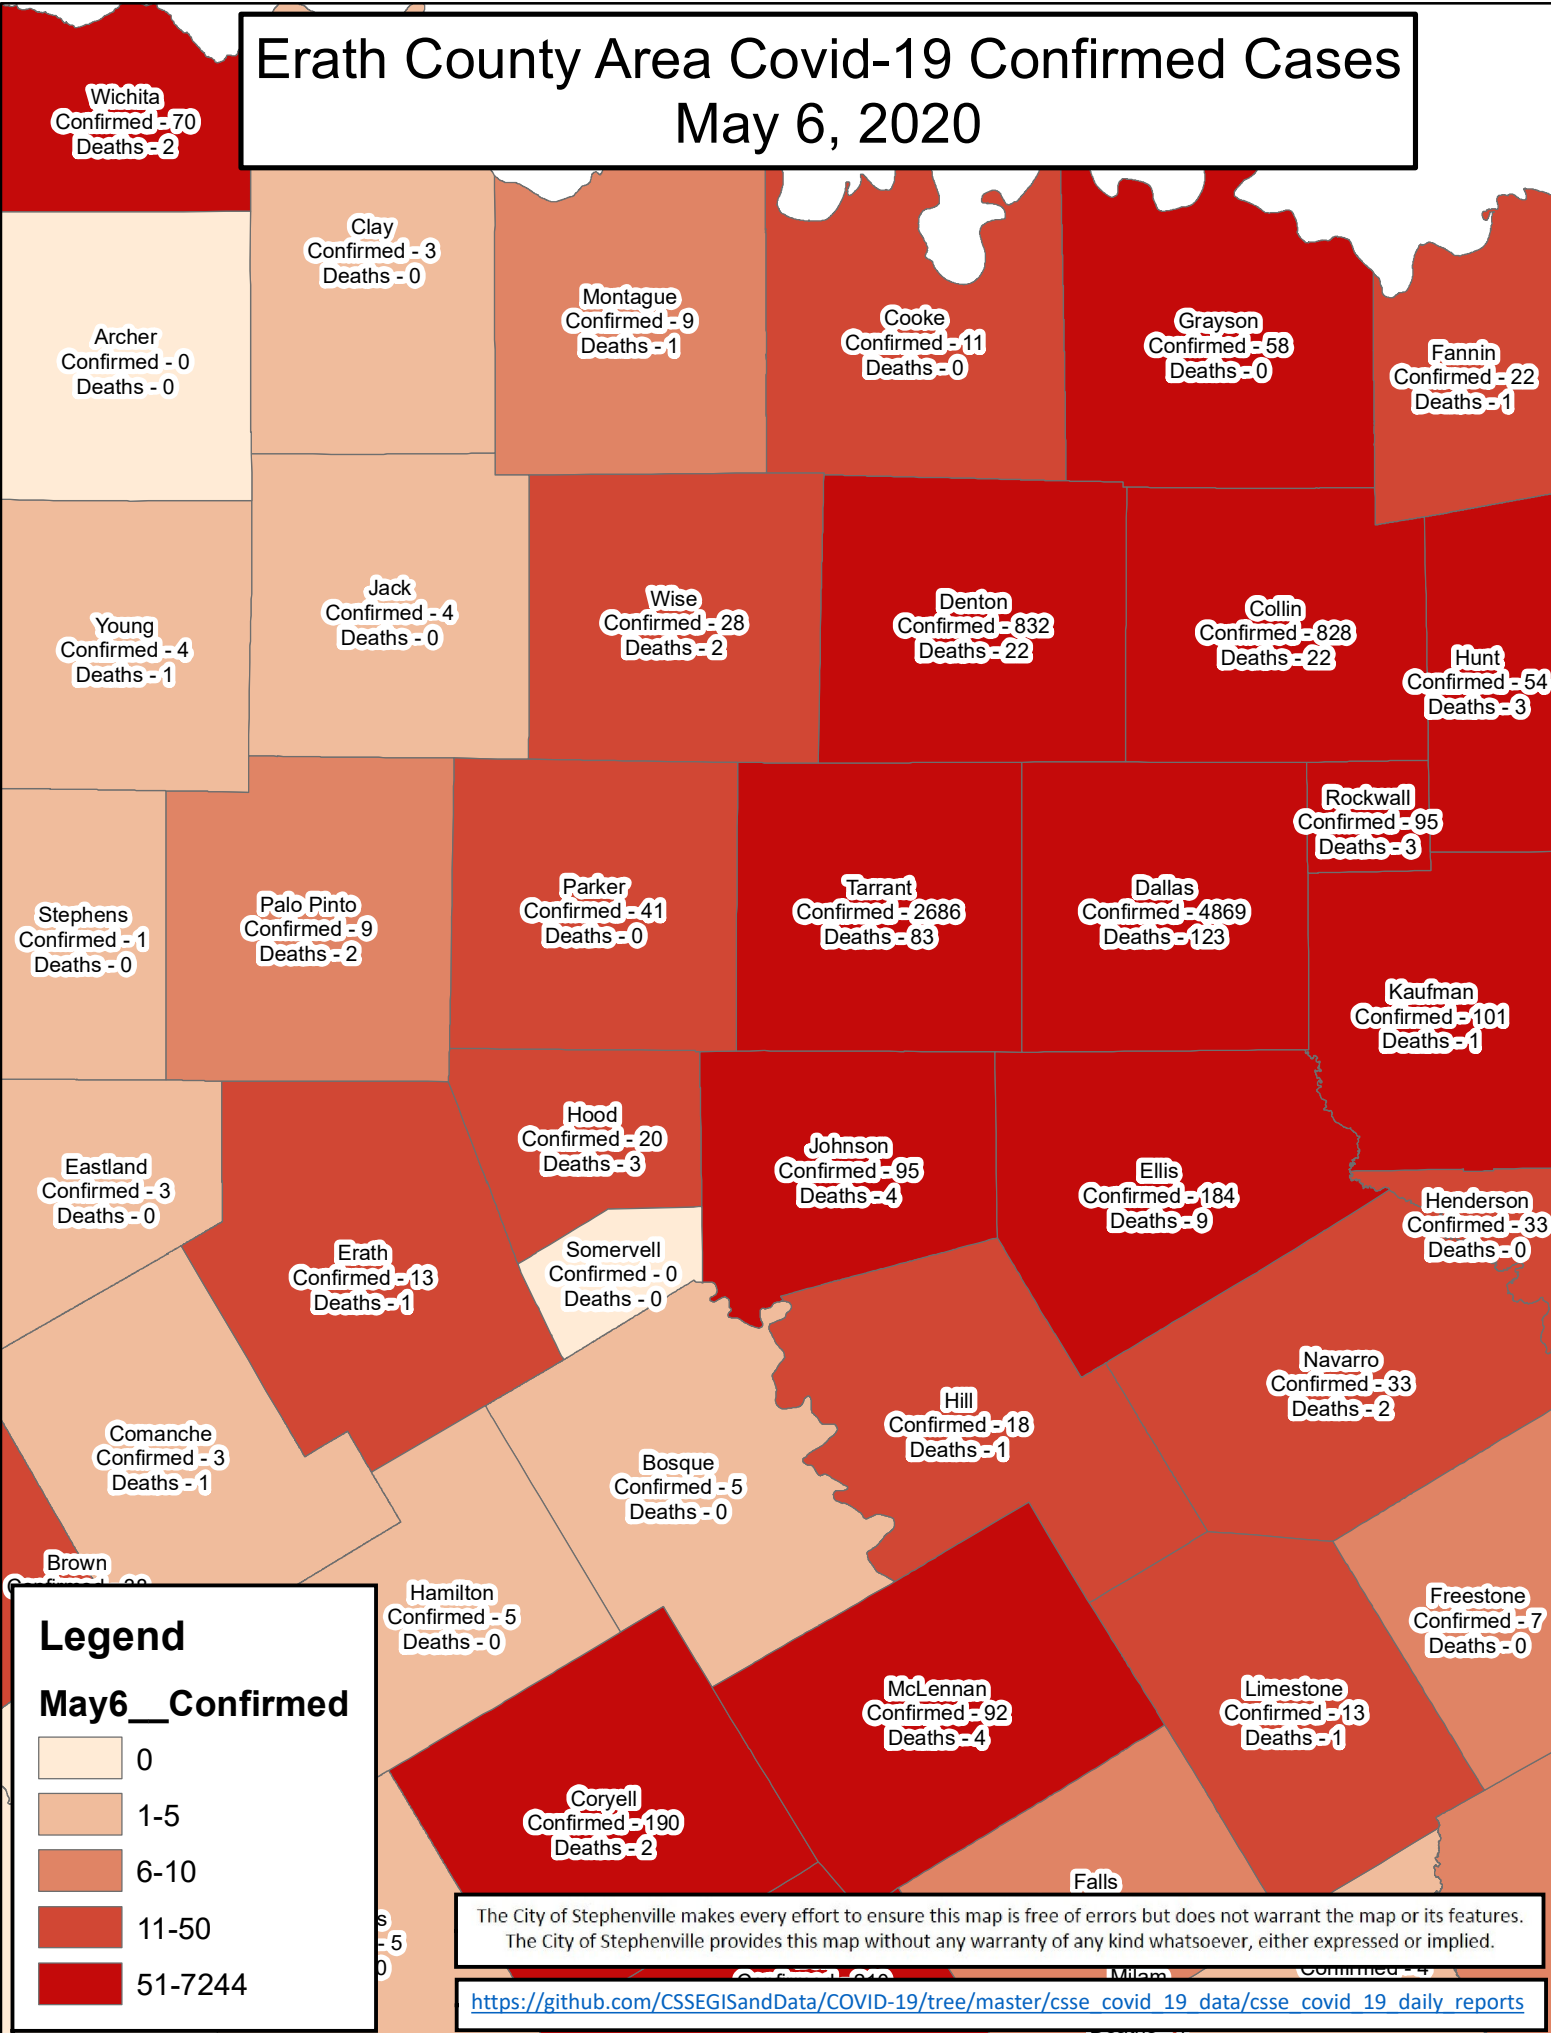 Erath County Area Covid-19 Confirmed Cases
May 6, 2020
Wichita
Confirmed - 70
Deaths - 2
Clay
Confirmed - 3
Deaths - 0
Montague
Confirmed - 9
Deaths - 1
Cooke
Confirmed - 11
Deaths - 0
Grayson
Confirmed - 58
Deaths - 0
Fannin
Confirmed - 22
Deaths - 1
Archer
Confirmed - 0
Deaths - 0
Young
Confirmed - 4
Deaths - 1
Jack
Confirmed - 4
Deaths - 0
Wise
Confirmed - 28
Deaths - 2
Denton
Confirmed - 832
Deaths - 22
Collin
Confirmed - 828
Deaths - 22
Hunt
Confirmed - 54
Deaths - 3
Rockwall
Confirmed - 95
Deaths - 3
Stephens
Confirmed - 1
Deaths - 0
Palo Pinto
Confirmed - 9
Deaths - 2
Parker
Confirmed - 41
Deaths - 0
Tarrant
Confirmed - 2686
Deaths - 83
Dallas
Confirmed - 4869
Deaths - 123
Kaufman
Confirmed - 101
Deaths - 1
Eastland
Confirmed - 3
Deaths - 0
Hood
Confirmed - 20
Deaths - 3
Johnson
Confirmed - 95
Deaths - 4
Ellis
Confirmed - 184
Deaths - 9
Henderson
Confirmed - 33
Deaths - 0
Erath
Confirmed - 13
Deaths - 1
Somervell
Confirmed - 0
Deaths - 0
Navarro
Confirmed - 33
Deaths - 2
Hill
Confirmed - 18
Deaths - 1
Comanche
Confirmed - 3
Deaths - 1
Bosque
Confirmed - 5
Deaths - 0
Brown
Hamilton
Confirmed - 5
Deaths - 0
Freestone
Confirmed - 7
Deaths - 0
McLennan
Confirmed - 92
Deaths - 4
Limestone
Confirmed - 13
Deaths - 1
Coryell
Confirmed - 190
Deaths - 2
Falls
s
- 5
0
Milam
Confirmed - 4
Legend
May6__Confirmed
0
1-5
6-10
11-50
51-7244
The City of Stephenville makes every effort to ensure this map is free of errors but does not warrant the map or its features.
The City of Stephenville provides this map without any warranty of any kind whatsoever, either expressed or implied.
https://github.com/CSSEGISandData/COVID-19/tree/master/csse_covid_19_data/csse_covid_19_daily_reports